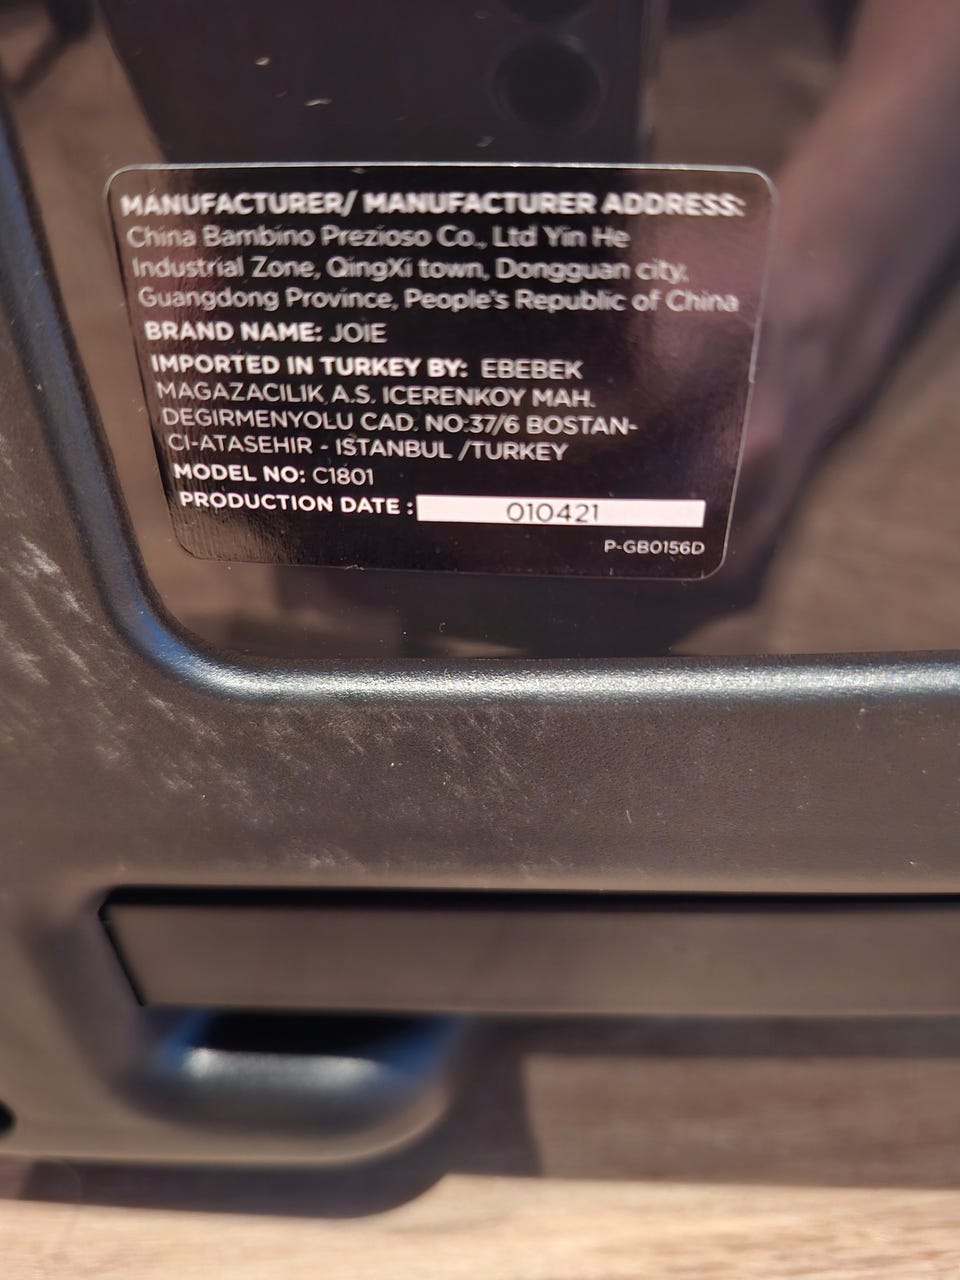 MANUFACTURER/ MANUFACTURER ADDRESS:
China Bambino Prezioso Co., Ltd Yin He
Industrial Zone, QingXi town, Dongguan city,
Guangdong Province, People's Republic of China
BRAND NAME: JOIE
IMPORTED IN TURKEY BY: EBEBEK
MAGAZACILIK A.S. ICERENKOY MAH.
DEGIRMENYOLU CAD. NO:37/6 BOSTAN-
CI-ATASEHIR - ISTANBUL /TURKEY
MODEL NO: C1801
PRODUCTION DATE : 010421
P-GB0156D